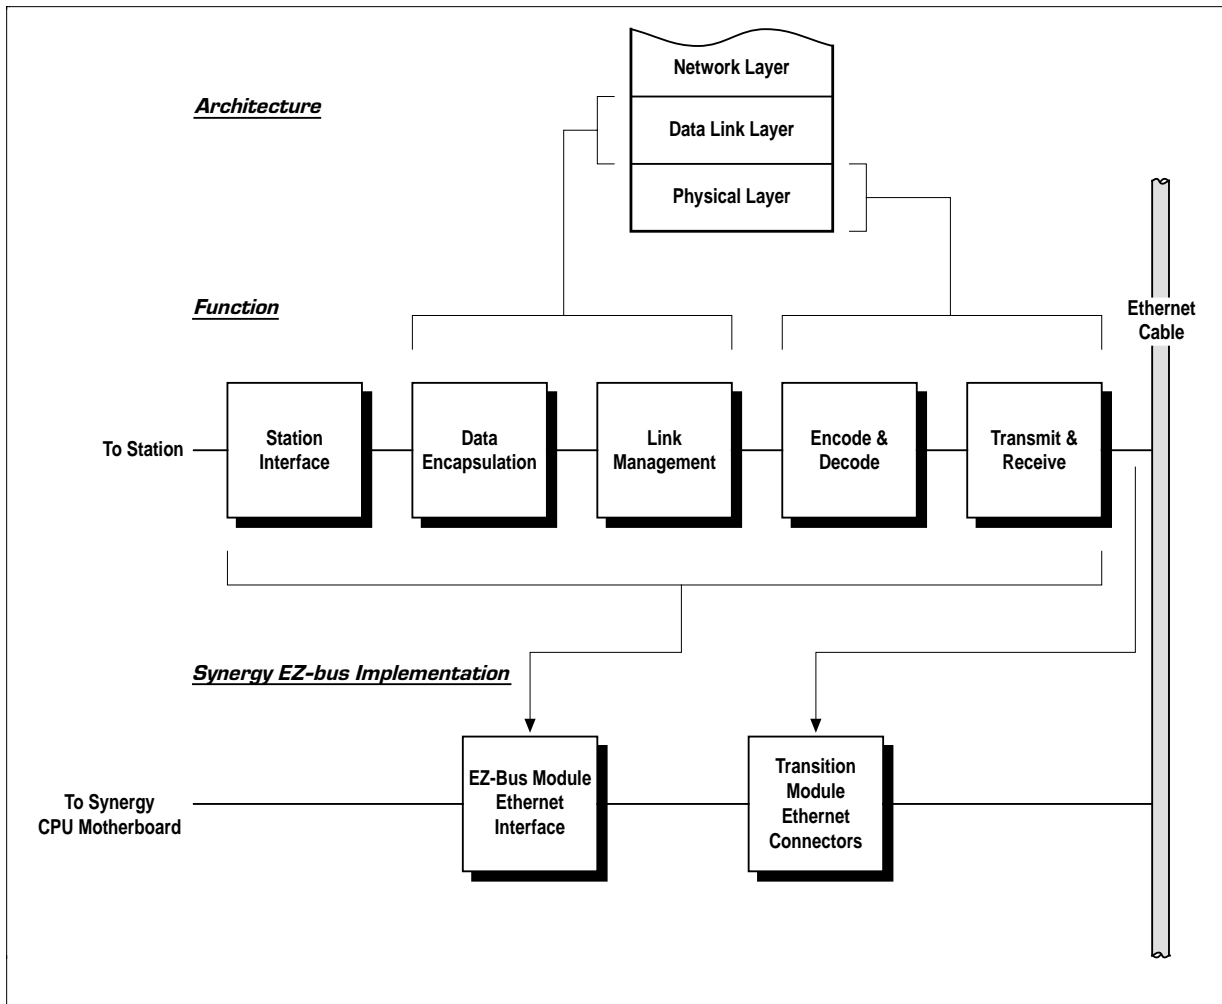 Network Layer
Architecture
Data Link Layer
Physical Layer
Function
Ethernet
Cable
To Station
Station
Interface
Data
Encapsulation
Link
Management
Encode &
Decode
Transmit &
Receive
Synergy EZ-bus Implementation
To Synergy
CPU Motherboard
EZ-Bus Module
Ethernet
Interface
Transition
Module
Ethernet
Connectors